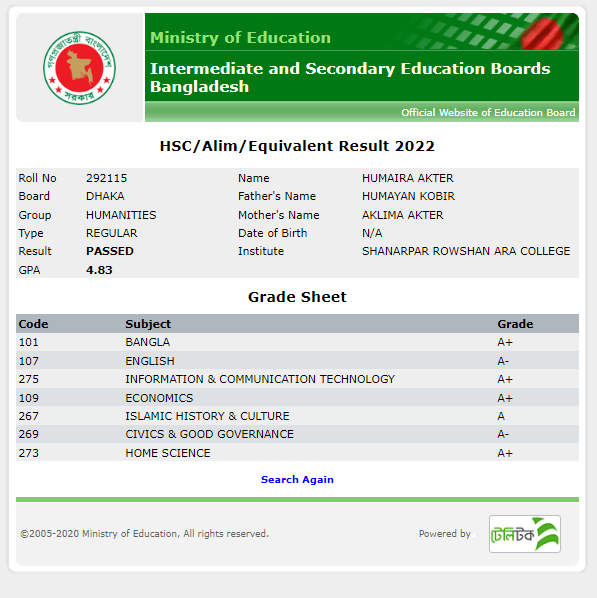 গণপ্রজাতন্ত্রী বাংলাদেশ
সরকার
Ministry of Education
Intermediate and Secondary Education Boards
Bangladesh
Official Website of Education Board
HSC/Alim/Equivalent Result 2022
Roll No 292115 Name HUMAIRA AKTER
Board DHAKA Father's Name HUMAYAN KOBIR
Group HUMANITIES Mother's Name AKLIMA AKTER
Type REGULAR Date of Birth N/A
Result PASSED Institute SHANARPAR ROWSHAN ARA COLLEGE
GPA 4.83
Grade Sheet
Code Subject Grade
101 BANGLA A+
107 ENGLISH A-
275 INFORMATION & COMMUNICATION TECHNOLOGY A+
109 ECONOMICS A+
267 ISLAMIC HISTORY & CULTURE A
269 CIVICS & GOOD GOVERNANCE A-
273 HOME SCIENCE A+
Search Again
©2005-2020 Ministry of Education, All rights reserved. Powered by টেলিটক